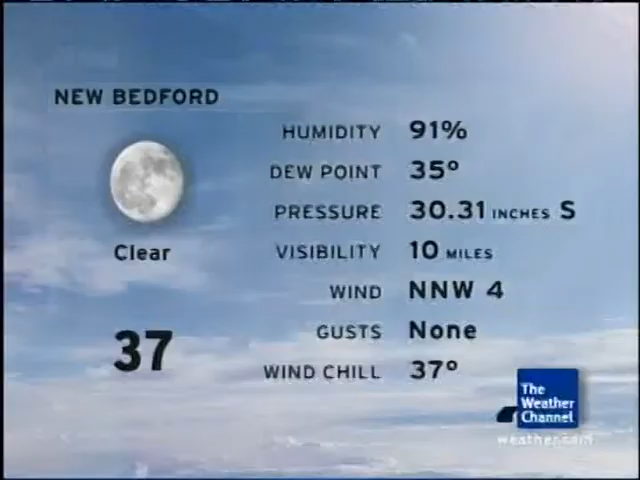 NEW BEDFORD
Clear
37
HUMIDITY 91%
DEW POINT 35°
PRESSURE 30.31 INCHES S
VISIBILITY 10 MILES
WIND NNW 4
GUSTS None
WIND CHILL 37°
The
Weather
Channel
weather.com